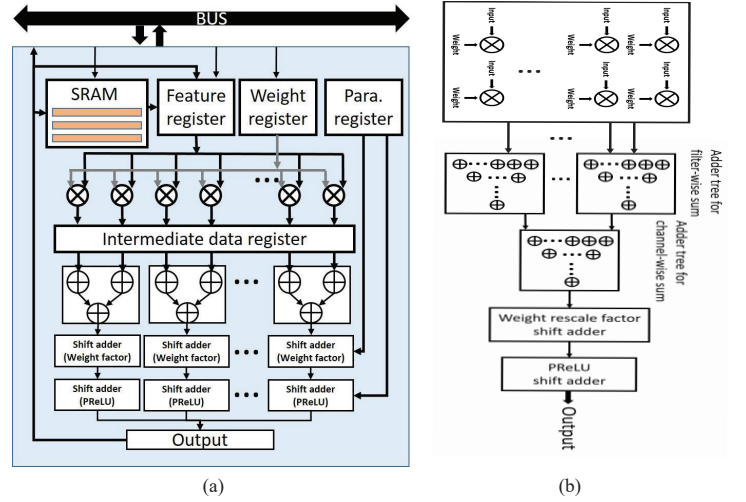 BUS
SRAM
Feature
register
Weight
register
Para.
register
...
Intermediate data register
...
Shift adder
(Weight factor)
Shift adder
(Weight factor)
...
Shift adder
(Weight factor)
Shift adder
(PReLU)
Shift adder
(PReLU)
...
Shift adder
(PReLU)
Output
(a)
Input
Weight
Input
Weight
Input
Weight
...
Input
Weight
Input
Weight
Input
Weight
...
...
Adder tree for
filter-wise sum
Adder tree for
channel-wise sum
Weight rescale factor
shift adder
PReLU
shift adder
Output
(b)